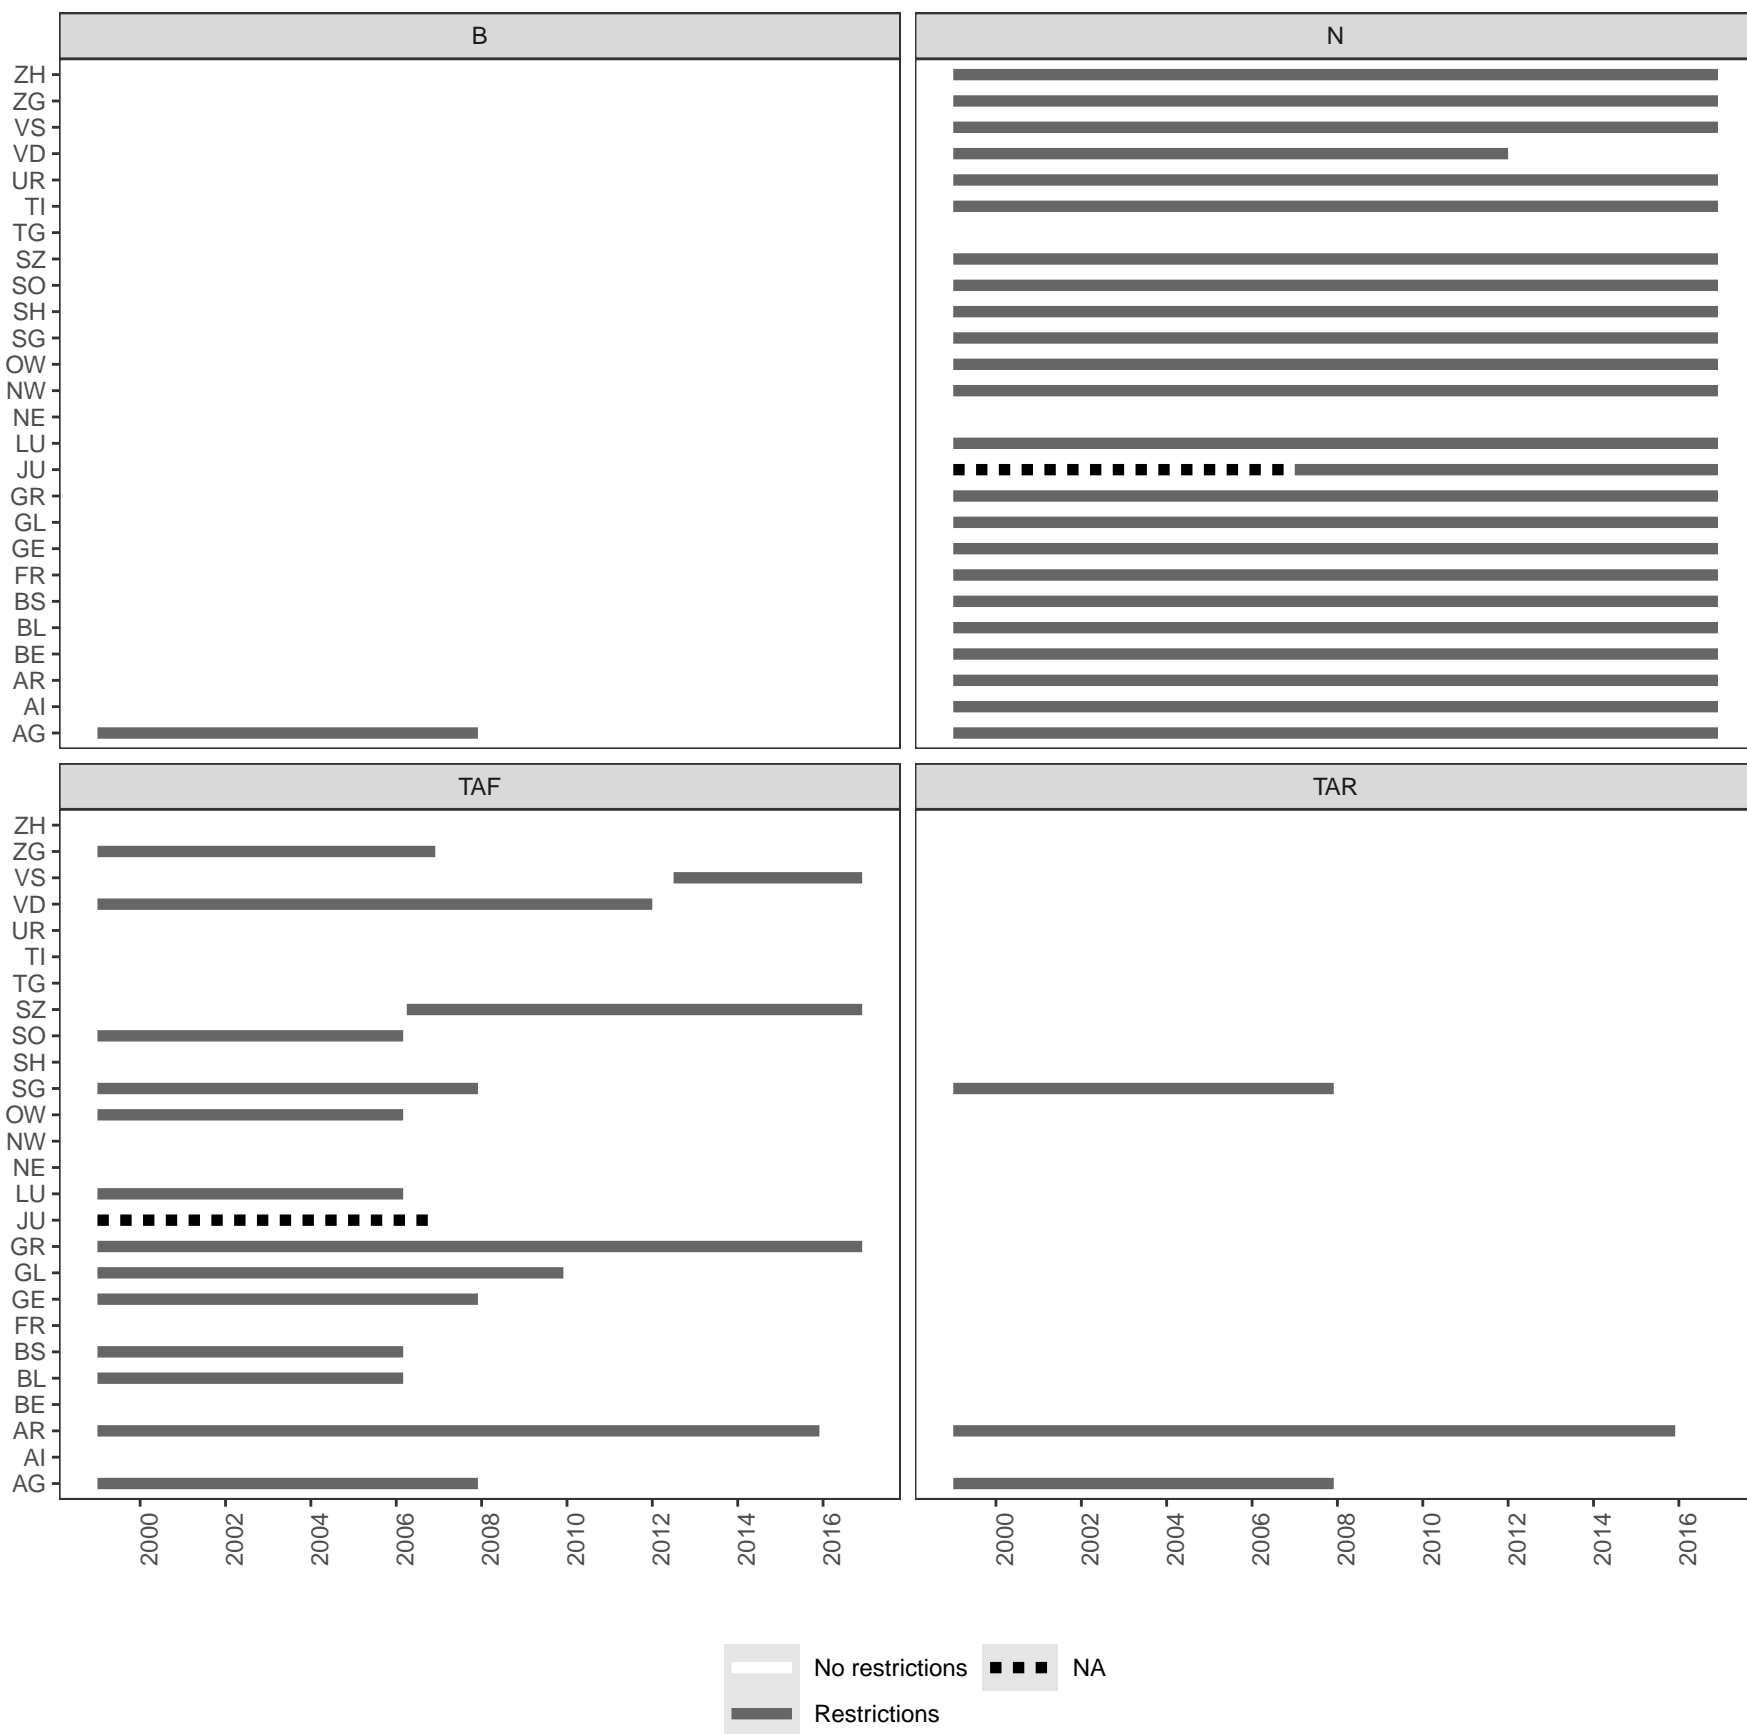 B
N
ZH
ZG
VS
VD
UR
TI
TG
SZ
SO
SH
SG
OW
NW
NE
LU
JU
GR
GL
GE
FR
BS
BL
BE
AR
AI
AG
TAF
TAR
ZH
ZG
VS
VD
UR
TI
TG
SZ
SO
SH
SG
OW
NW
NE
LU
JU
GR
GL
GE
FR
BS
BL
BE
AR
AI
AG
2000 2002 2004 2006 2008 2010 2012 2014 2016
2000 2002 2004 2006 2008 2010 2012 2014 2016
No restrictions
NA
Restrictions